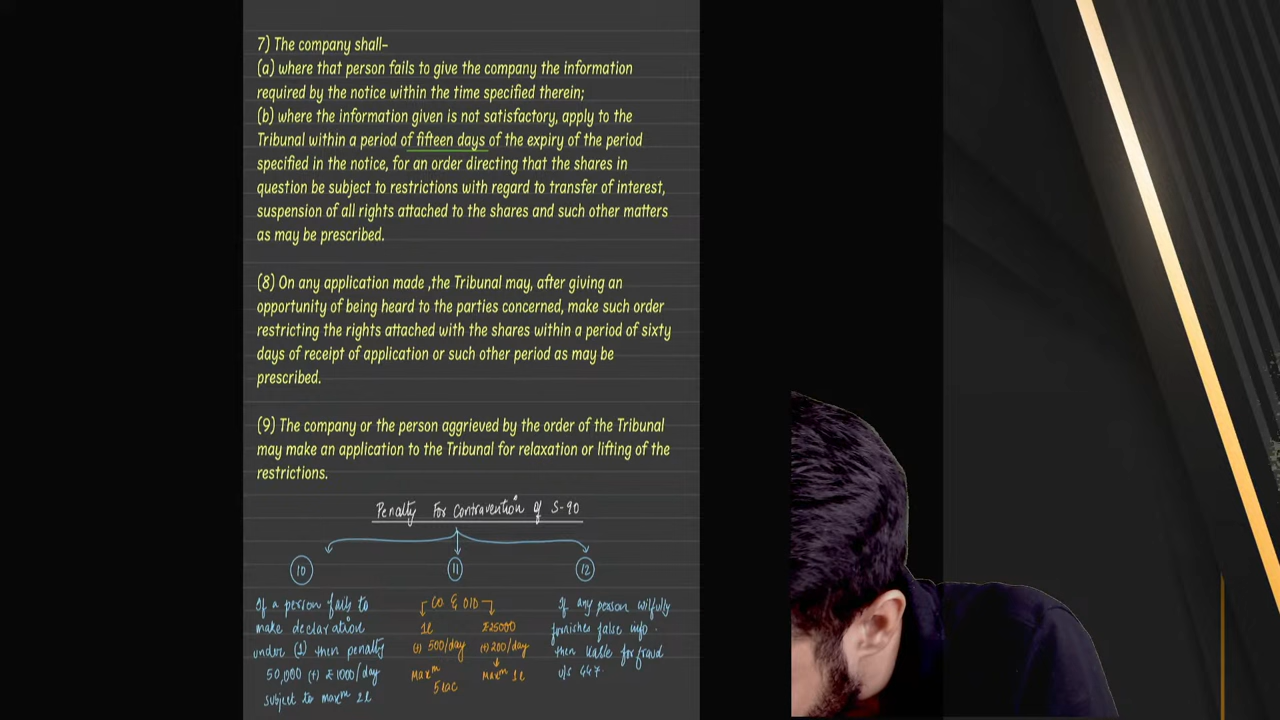 7) The company shall–
(a) where that person fails to give the company the information
required by the notice within the time specified therein;
(b) where the information given is not satisfactory, apply to the
Tribunal within a period of fifteen days of the expiry of the period
specified in the notice, for an order directing that the shares in
question be subject to restrictions with regard to transfer of interest,
suspension of all rights attached to the shares and such other matters
as may be prescribed.
(8) On any application made ,the Tribunal may, after giving an
opportunity of being heard to the parties concerned, make such order
restricting the rights attached with the shares within a period of sixty
days of receipt of application or such other period as may be
prescribed.
(9) The company or the person aggrieved by the order of the Tribunal
may make an application to the Tribunal for relaxation or lifting of the
restrictions.
Penalty For Contravention of S-90
10
If a person fails to
make declaration
under (1) then penalty
50,000 (+) ₹1000/day
subject to maxm 2l
11
CO & OID
1l
(+) 500/day
Maxm
5 lac
₹25000
(+) 200/day
Maxm 1l
12
If any person wilfully
furnishes false info.
then liable for fraud
u/s 447